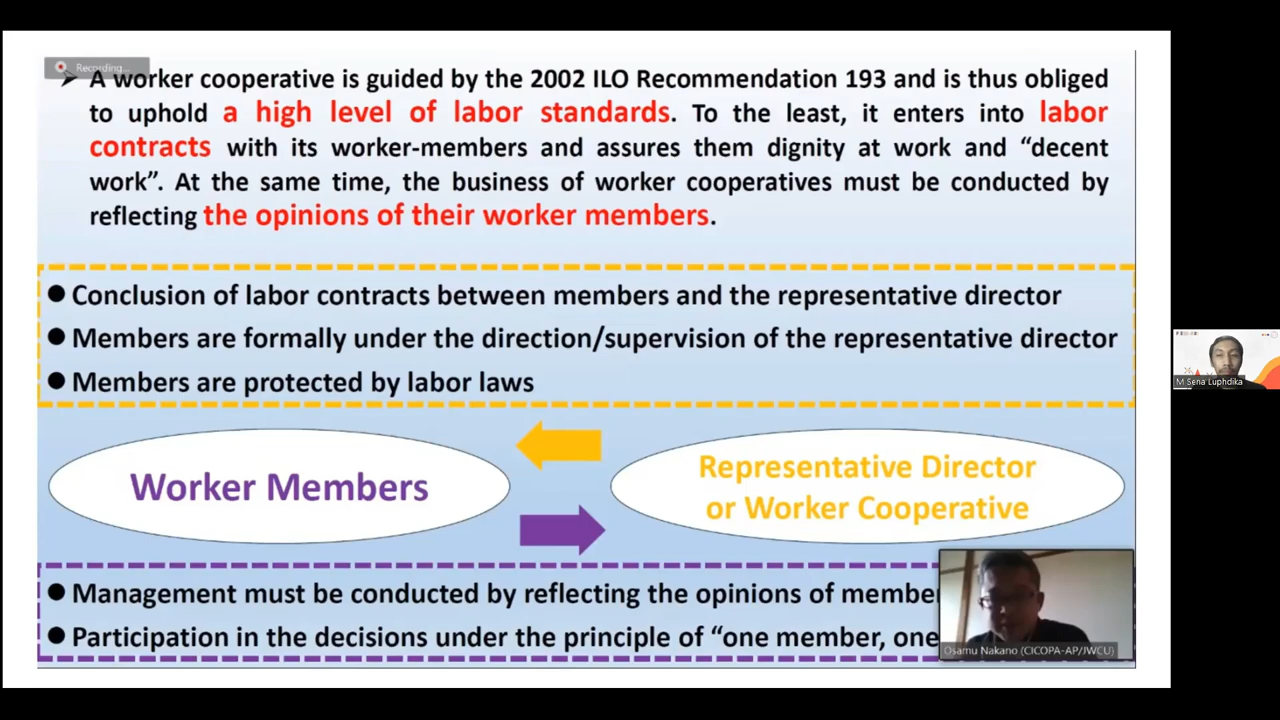 Recording...
A worker cooperative is guided by the 2002 ILO Recommendation 193 and is thus obliged
to uphold a high level of labor standards. To the least, it enters into labor
contracts with its worker-members and assures them dignity at work and “decent
work”. At the same time, the business of worker cooperatives must be conducted by
reflecting the opinions of their worker members.
● Conclusion of labor contracts between members and the representative director
● Members are formally under the direction/supervision of the representative director
● Members are protected by labor laws
Worker Members
Representative Director
or Worker Cooperative
● Management must be conducted by reflecting the opinions of membe
● Participation in the decisions under the principle of “one member, one
Osamu Nakano (CICOPA-AP/JWCU)
M Sena Luphdika